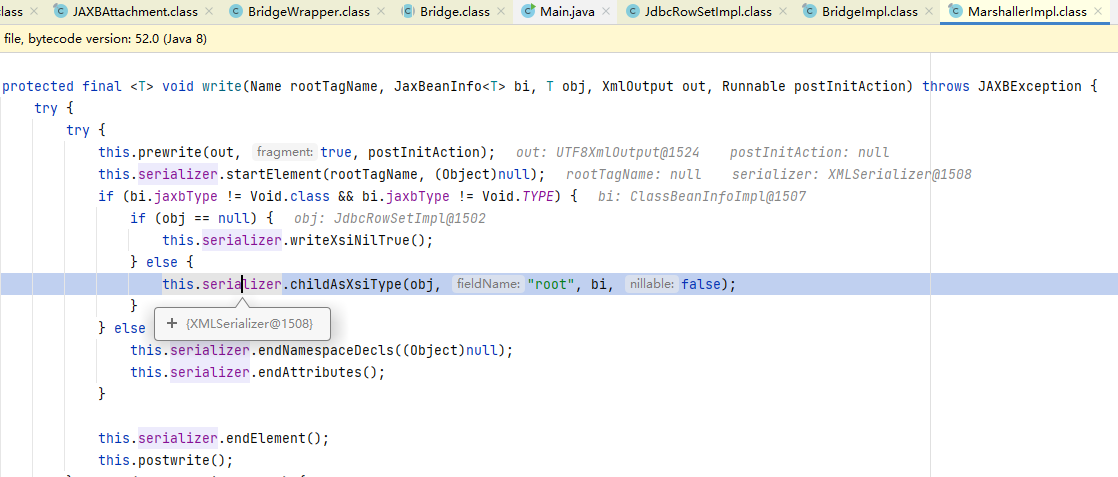 class JAXBAttachment.class BridgeWrapper.class Bridge.class Main.java JdbcRowSetImpl.class BridgeImpl.class MarshallerImpl.class
file, bytecode version: 52.0 (Java 8)
protected final <T> void write(Name rootTagName, JaxBeanInfo<T> bi, T obj, XmlOutput out, Runnable postInitAction) throws JAXBException {
try {
try {
this.prewrite(out, fragment: true, postInitAction); out: UTF8XmlOutput@1524 postInitAction: null
this.serializer.startElement(rootTagName, (Object)null); rootTagName: null serializer: XMLSerializer@1508
if (bi.jaxbType != Void.class && bi.jaxbType != Void.TYPE) { bi: ClassBeanInfoImpl@1507
if (obj == null) { obj: JdbcRowSetImpl@1502
this.serializer.writeXsiNilTrue();
} else {
this.serializer.childAsXsiType(obj, fieldName: "root", bi, nillable: false);
}
+ {XMLSerializer@1508}
} else
this.serializer.endNamespaceDecls((Object)null);
this.serializer.endAttributes();
}
this.serializer.endElement();
this.postwrite();